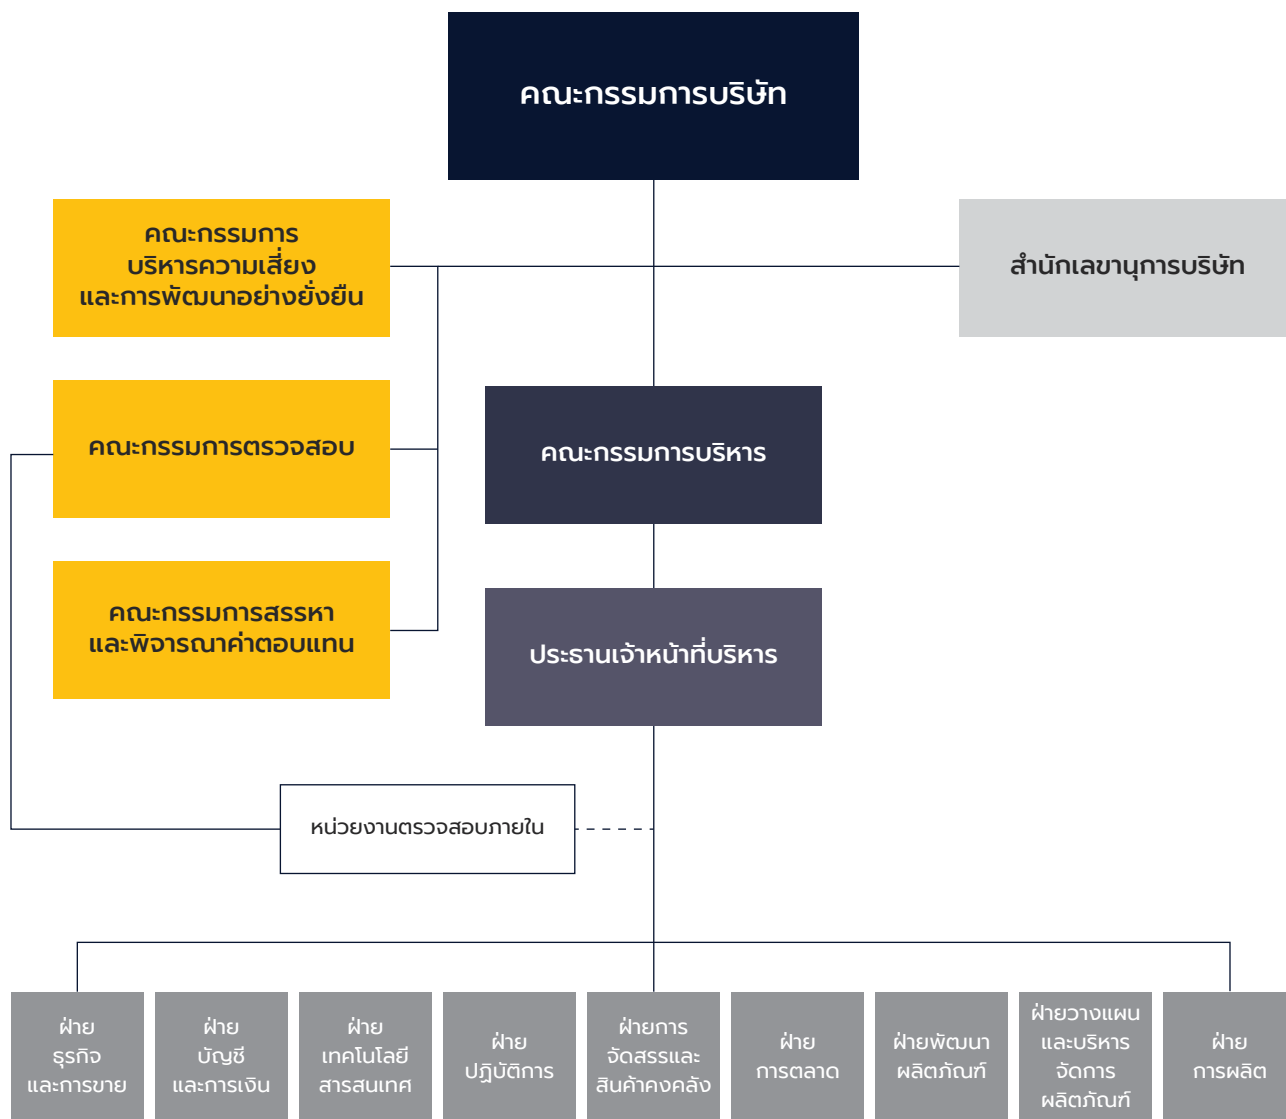 คณะกรรมการบริษัท
คณะกรรมการ
บริหารความเสี่ยง
และการพัฒนาอย่างยั่งยืน
สำนักเลขานุการบริษัท
คณะกรรมการตรวจสอบ
คณะกรรมการบริหาร
คณะกรรมการสรรหา
และพิจารณาค่าตอบแทน
ประธานเจ้าหน้าที่บริหาร
หน่วยงานตรวจสอบภายใน
ฝ่าย
ธุรกิจ
และการขาย
ฝ่าย
บัญชี
และการเงิน
ฝ่าย
เทคโนโลยี
สารสนเทศ
ฝ่าย
ปฏิบัติการ
ฝ่ายการ
จัดสรรและ
สินค้าคงคลัง
ฝ่าย
การตลาด
ฝ่ายพัฒนา
ผลิตภัณฑ์
ฝ่ายวางแผน
และบริหาร
จัดการ
ผลิตภัณฑ์
ฝ่าย
การผลิต